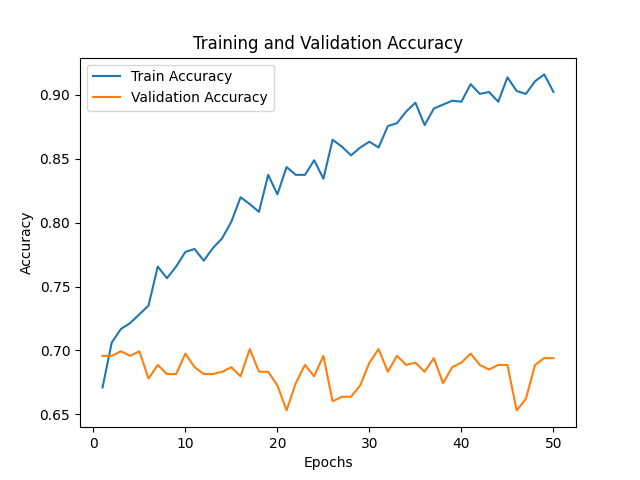 Training and Validation Accuracy
Train Accuracy
Validation Accuracy
0.90
0.85
0.80
0.75
0.70
0.65
Accuracy
0
10
20
30
40
50
Epochs